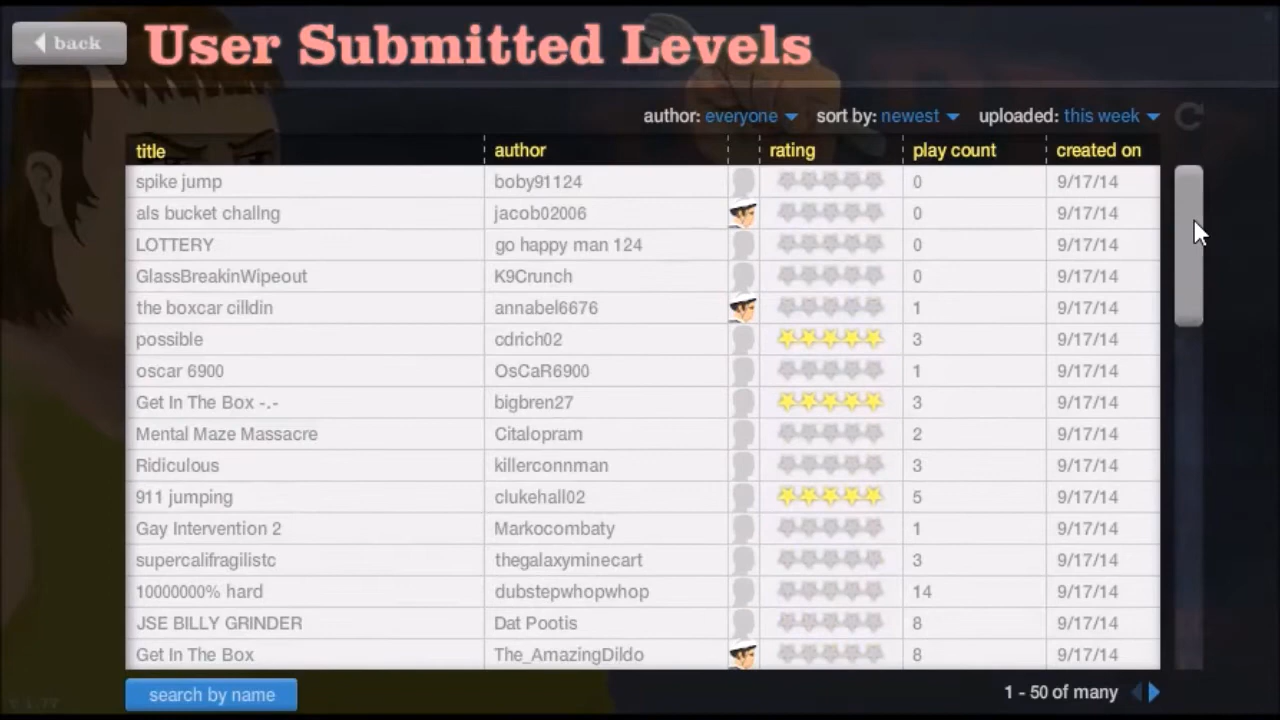 back
User Submitted Levels
author: everyone sort by: newest uploaded: this week
title author rating play count created on
spike jump boby91124 0 9/17/14
als bucket challng jacob02006 0 9/17/14
LOTTERY go happy man 124 0 9/17/14
GlassBreakinWipeout K9Crunch 0 9/17/14
the boxcar cilldin annabel6676 1 9/17/14
possible cdrich02 3 9/17/14
oscar 6900 OsCaR6900 1 9/17/14
Get In The Box -.- bigbren27 3 9/17/14
Mental Maze Massacre Citalopram 2 9/17/14
Ridiculous killerconnman 3 9/17/14
911 jumping clukehall02 5 9/17/14
Gay Intervention 2 Markocombaty 1 9/17/14
supercalifragilistc thegalaxyminecart 3 9/17/14
10000000% hard dubstepwhopwhop 14 9/17/14
JSE BILLY GRINDER Dat Pootis 8 9/17/14
Get In The Box The_AmazingDildo 8 9/17/14
search by name 1 - 50 of many
v 1.77